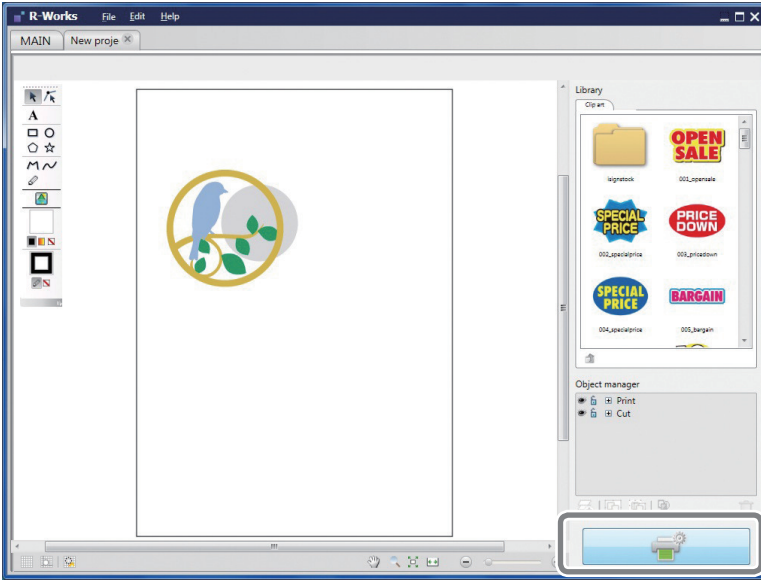 R-Works File Edit Help
MAIN New proje
Library
Clip art
isignstock
OPEN SALE
001_opensale
SPECIAL PRICE
002_specialprice
PRICE DOWN
003_pricedown
SPECIAL PRICE
004_specialprice
BARGAIN
005_bargain
A
Object manager
Print
Cut